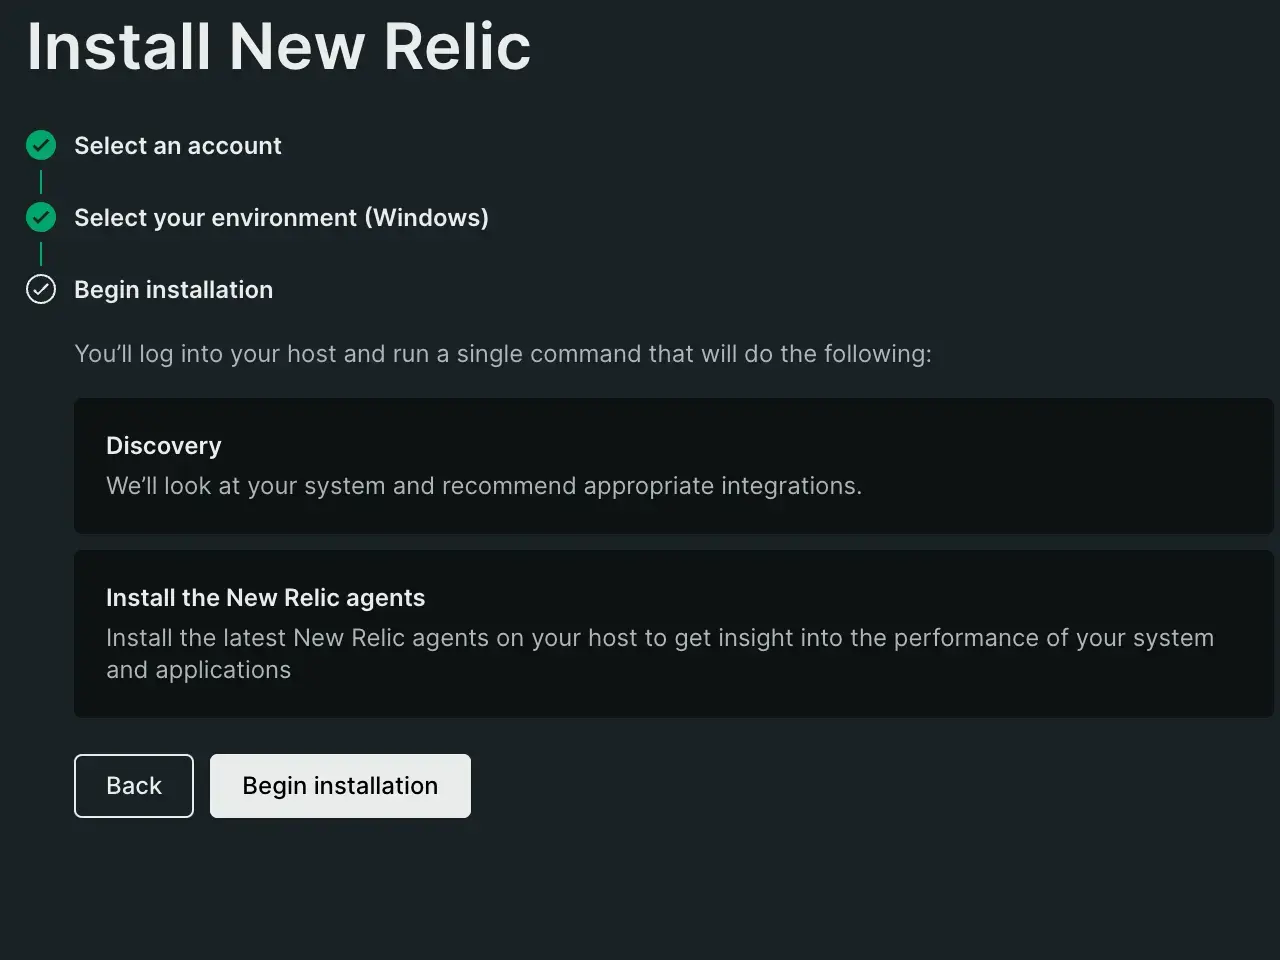 Install New Relic
Select an account
Select your environment (Windows)
Begin installation
You’ll log into your host and run a single command that will do the following:
Discovery
We’ll look at your system and recommend appropriate integrations.
Install the New Relic agents
Install the latest New Relic agents on your host to get insight into the performance of your system
and applications
Back
Begin installation